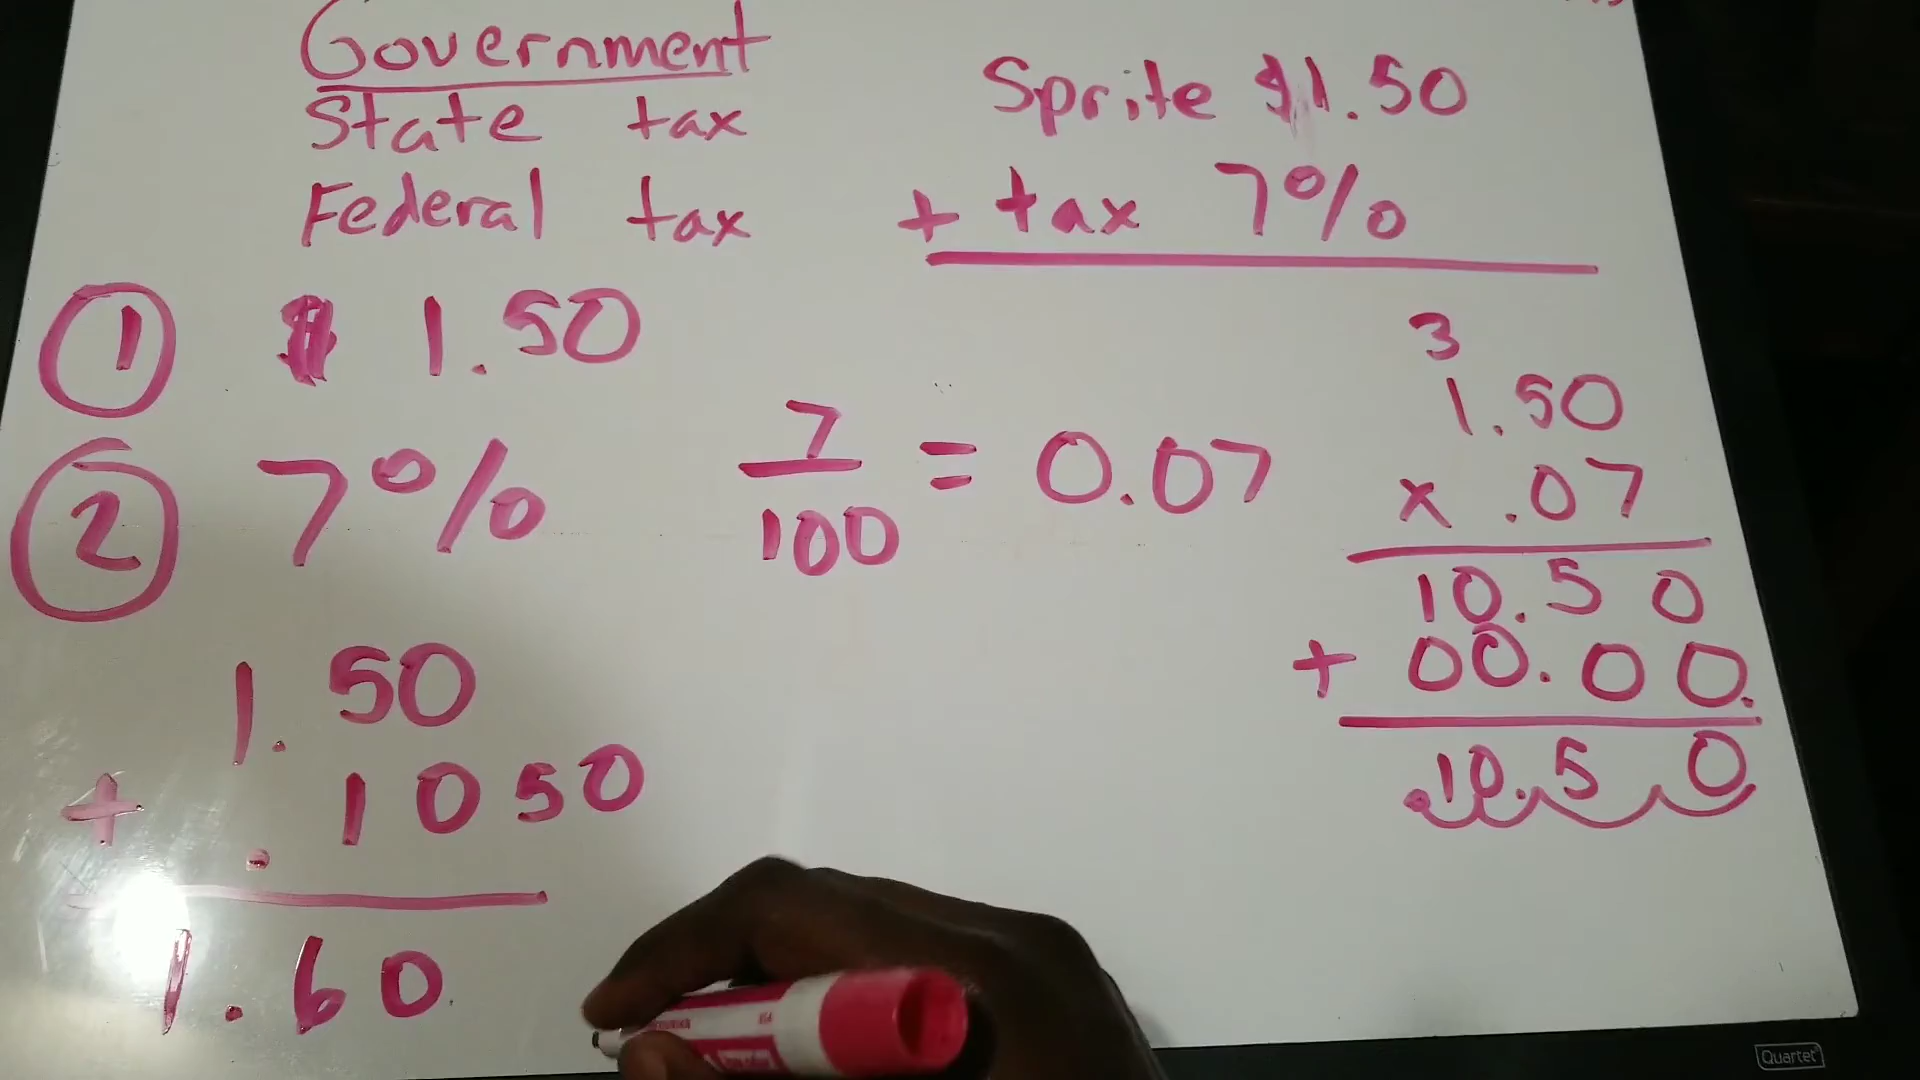 Government
State tax
Federal tax
Sprite $1.50
+ tax 7%
1 $ 1.50
2 7% 7/100 = 0.07
3
1.50
x .07
10.50
+ 00.00.
.10.50
1.50
+ .1050
1.60
Quartet